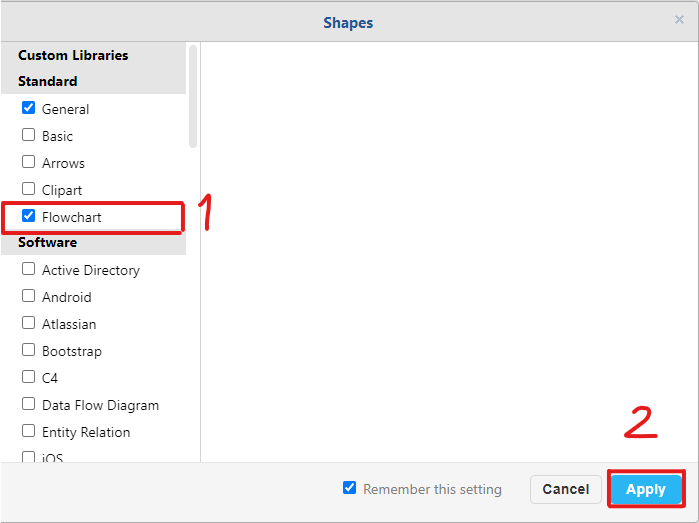 Shapes
×
Custom Libraries
Standard
General
Basic
Arrows
Clipart
Flowchart
1
Software
Active Directory
Android
Atlassian
Bootstrap
C4
Data Flow Diagram
Entity Relation
iOS
2
Remember this setting
Cancel
Apply